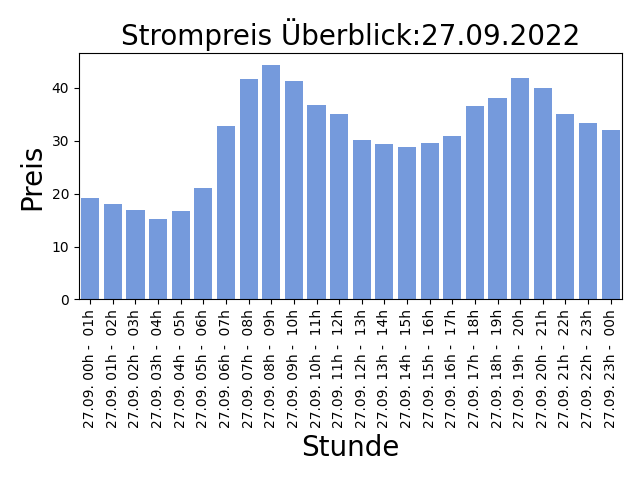 Strompreis Überblick:27.09.2022
Preis
40
30
20
10
0
27.09. 00h -   01h
27.09. 01h -   02h
27.09. 02h -   03h
27.09. 03h -   04h
27.09. 04h -   05h
27.09. 05h -   06h
27.09. 06h -   07h
27.09. 07h -   08h
27.09. 08h -   09h
27.09. 09h -   10h
27.09. 10h -   11h
27.09. 11h -   12h
27.09. 12h -   13h
27.09. 13h -   14h
27.09. 14h -   15h
27.09. 15h -   16h
27.09. 16h -   17h
27.09. 17h -   18h
27.09. 18h -   19h
27.09. 19h -   20h
27.09. 20h -   21h
27.09. 21h -   22h
27.09. 22h -   23h
27.09. 23h -   00h
Stunde